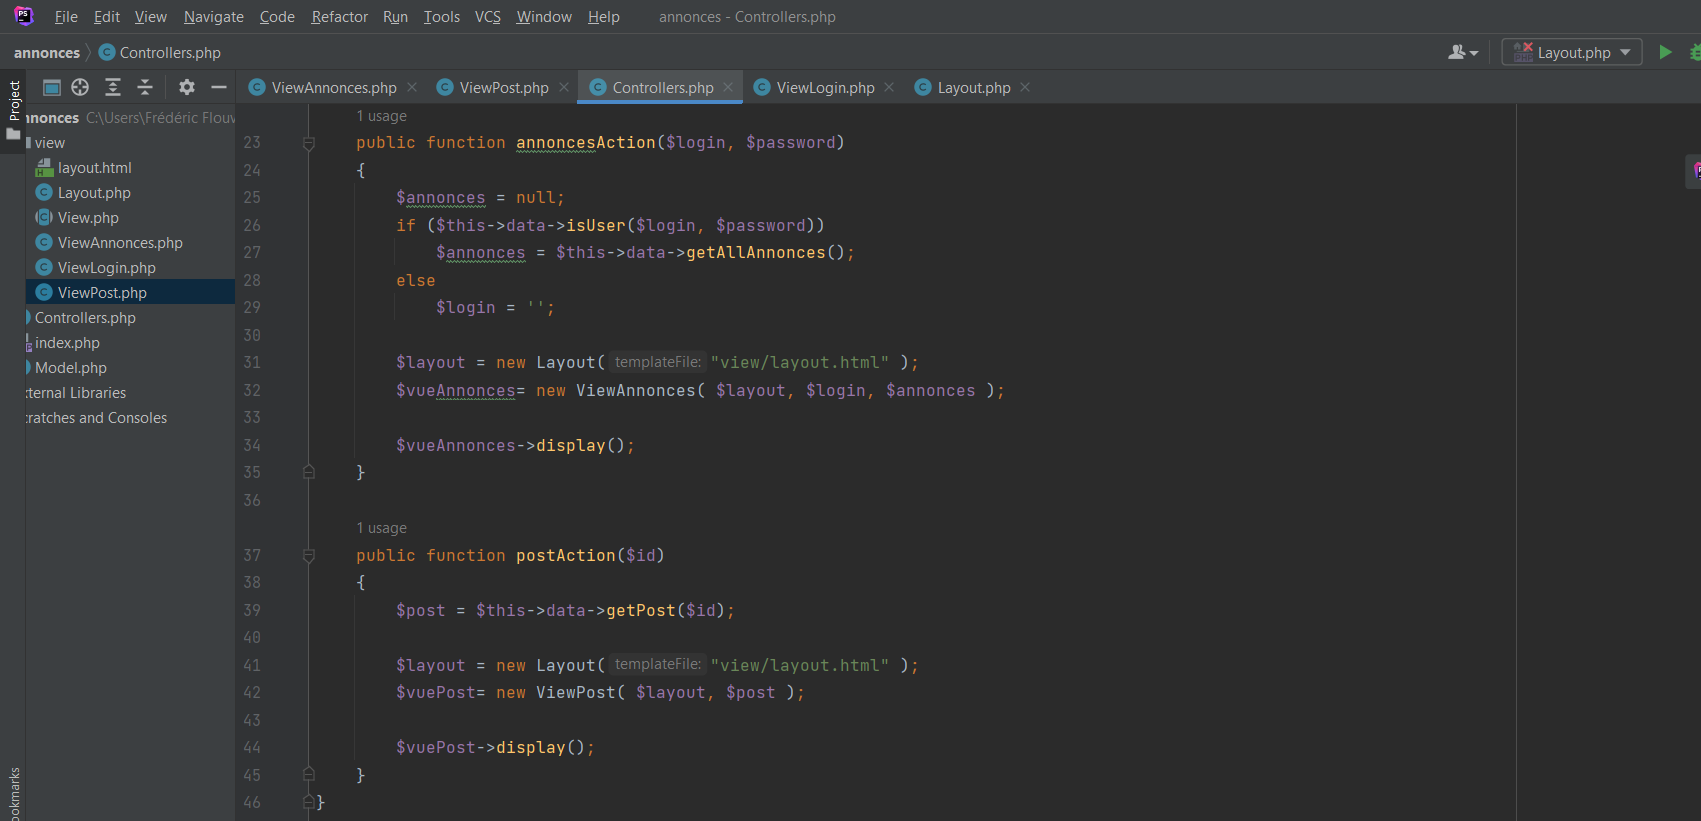 PS File Edit View Navigate Code Refactor Run Tools VCS Window Help annonces - Controllers.php
annonces Controllers.php Layout.php
Project
ViewAnnonces.php ViewPost.php Controllers.php ViewLogin.php Layout.php
nnonces C:\Users\Frédéric Flouv
view
layout.html
Layout.php
View.php
ViewAnnonces.php
ViewLogin.php
ViewPost.php
Controllers.php
index.php
Model.php
xternal Libraries
cratches and Consoles
ookmarks
1 usage
23 public function annoncesAction($login, $password)
24 {
25 $annonces = null;
26 if ($this->data->isUser($login, $password))
27 $annonces = $this->data->getAllAnnonces();
28 else
29 $login = '';
30
31 $layout = new Layout( templateFile: "view/layout.html" );
32 $vueAnnonces= new ViewAnnonces( $layout, $login, $annonces );
33
34 $vueAnnonces->display();
35 }
36
1 usage
37 public function postAction($id)
38 {
39 $post = $this->data->getPost($id);
40
41 $layout = new Layout( templateFile: "view/layout.html" );
42 $vuePost= new ViewPost( $layout, $post );
43
44 $vuePost->display();
45 }
46 }